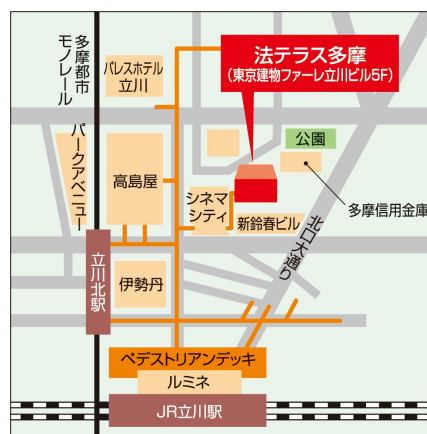 多摩都市
モノレール
パレスホテル
立川
法テラス多摩
(東京建物ファーレ立川ビル5F)
パークアベニュー
高島屋
公園
シネマ
シティ
多摩信用金庫
新鈴春ビル
北口大通り
立川北駅
伊勢丹
ペデストリアンデッキ
ルミネ
JR立川駅